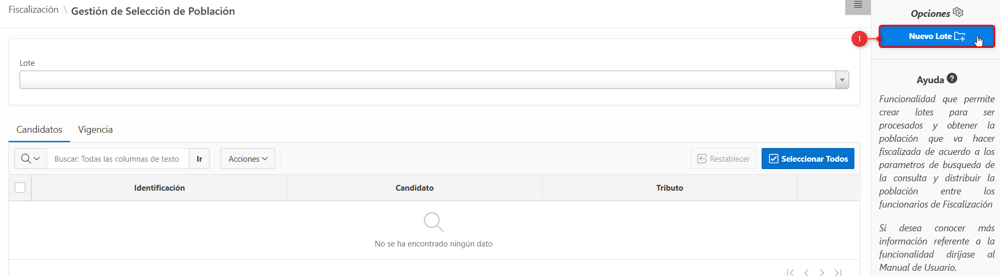 Fiscalización \ Gestión de Selección de Población
Opciones
1
Nuevo Lote
Lote
Ayuda ?
Funcionalidad que permite
crear lotes para ser
procesados y obtener la
población que va hacer
fiscalizada de acuerdo a los
parametros de busqueda de
la consulta y distribuir la
población entre los
funcionarios de Fiscalización
Si desea conocer más
información referente a la
funcionalidad diríjase al
Manual de Usuario.
Candidatos Vigencia
Buscar: Todas las columnas de texto Ir Acciones Restablecer Seleccionar Todos
Identificación Candidato Tributo
No se ha encontrado ningún dato